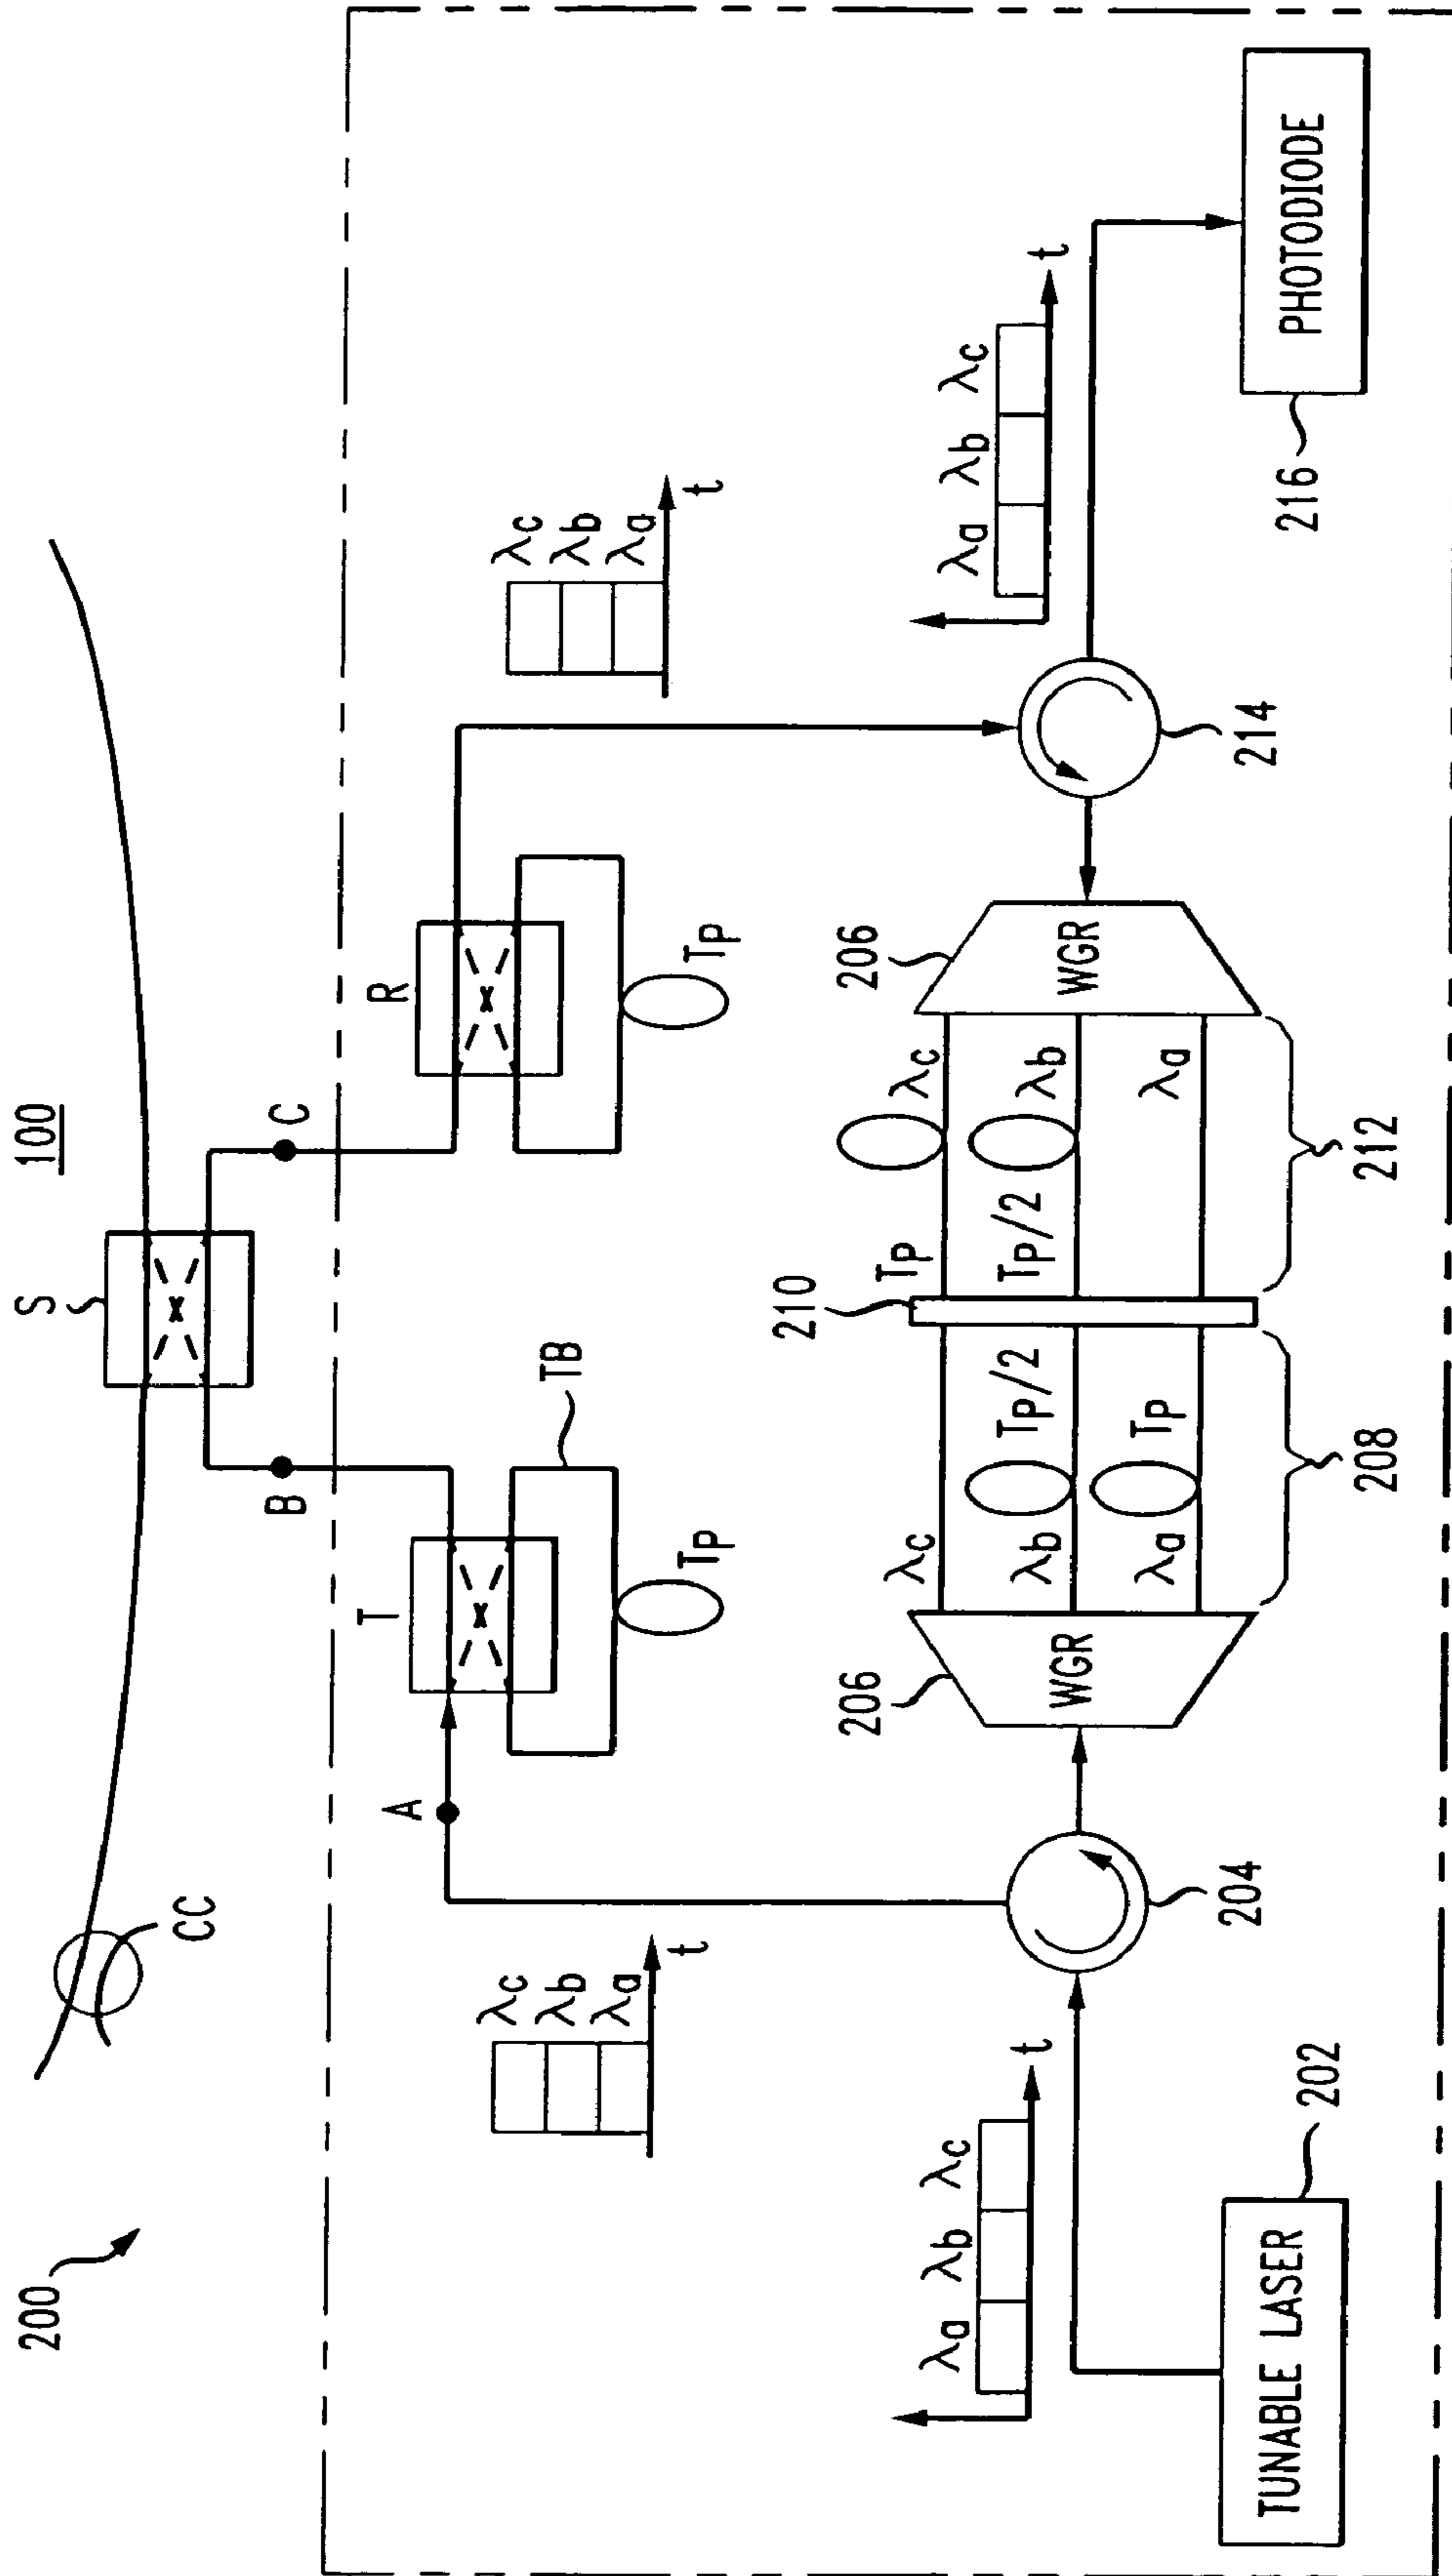 200
100
CC
S
B
C
A
T
TB
Tp
R
Tp
λc
λb
λa
t
λc
λb
λa
t
λa λb λc
t
λa λb λc
t
TUNABLE LASER
202
204
206
WGR
λc
λb Tp/2
λa Tp
208
210
Tp λc
Tp/2 λb
λa
212
206
WGR
214
PHOTODIODE
216